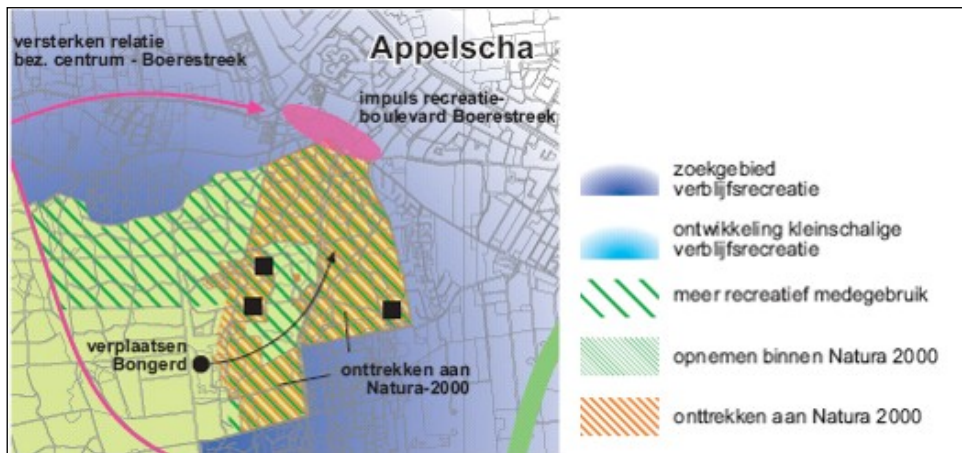 versterken relatie
bez. centrum - Boerestreek
Appelscha
impuls recreatie-
boulevard Boerestreek
verplaatsen
Bongerd
onttrekken aan
Natura-2000
zoekgebied
verblijfsrecreatie
ontwikkeling kleinschalige
verblijfsrecreatie
meer recreatief medegebruik
opnemen binnen Natura 2000
onttrekken aan Natura 2000